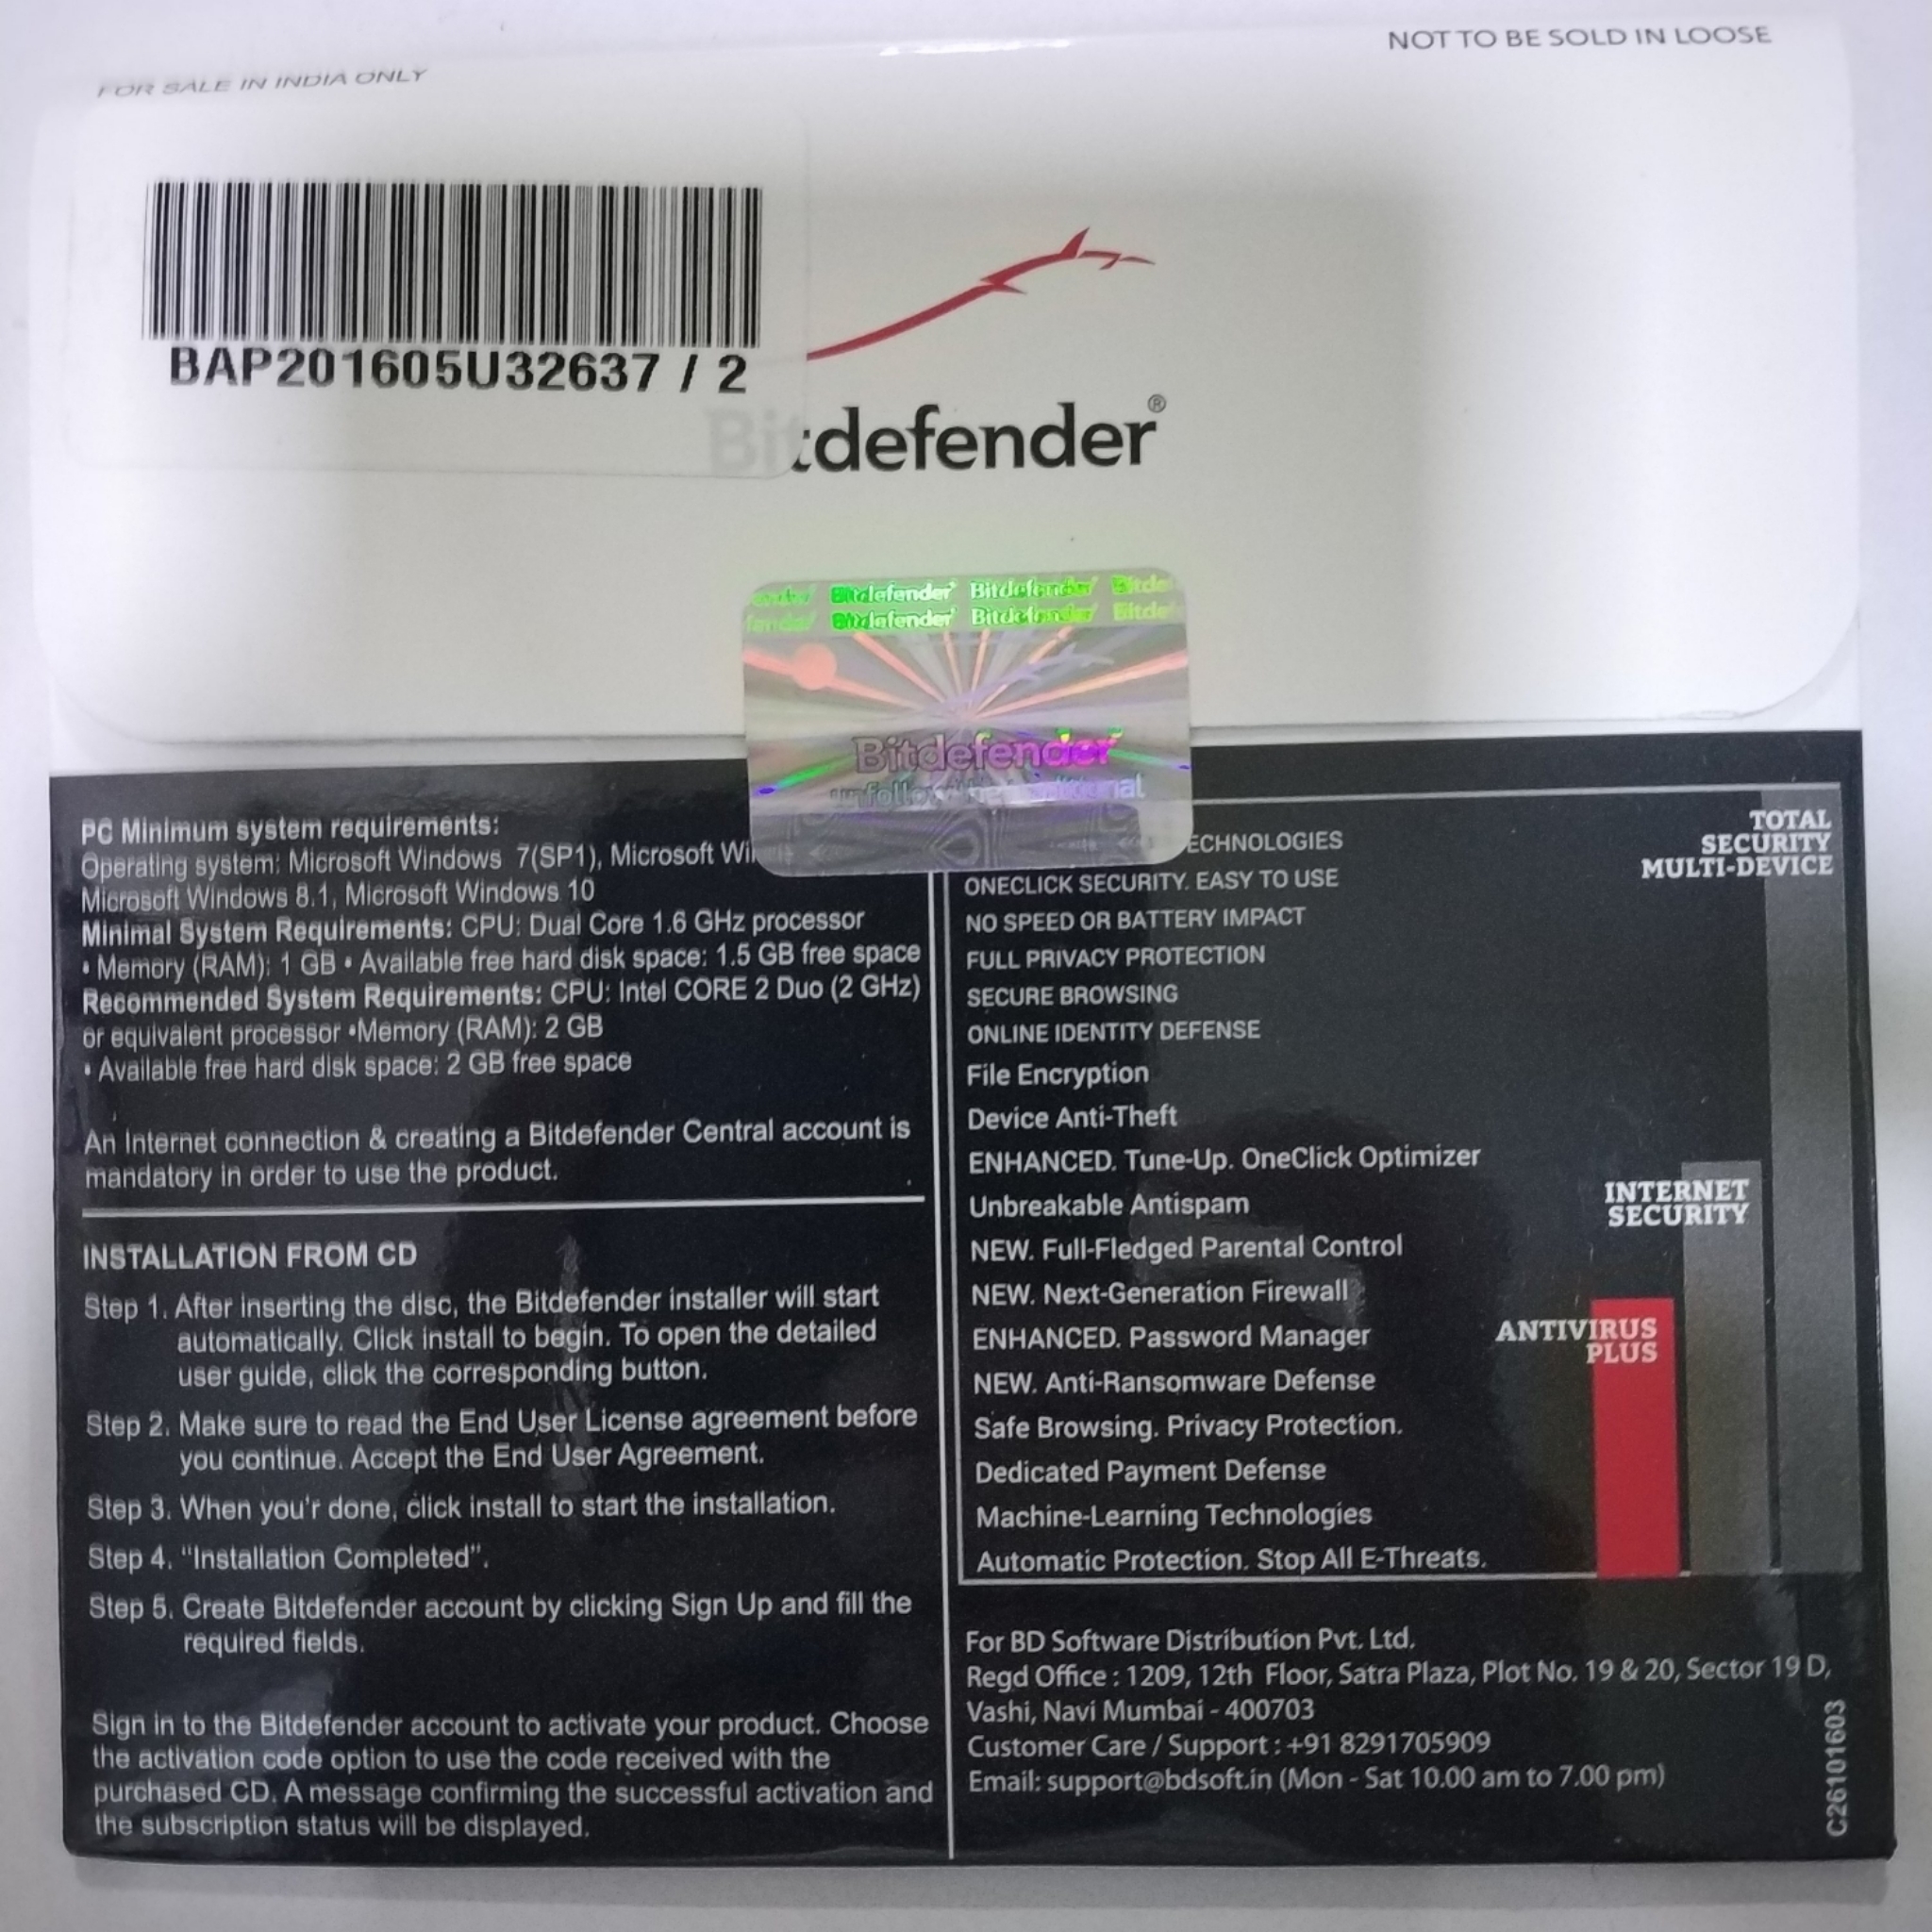 FOR SALE IN INDIA ONLY
NOT TO BE SOLD IN LOOSE
BAP201605U32637 / 2
Bitdefender®
Bitdefender Bitdefender Bitde
fender Bitdefender Bitdefender Bitde
Bitdefender
PC Minimum system requirements:
Operating system: Microsoft Windows 7(SP1), Microsoft Wi
Microsoft Windows 8.1, Microsoft Windows 10
Minimal System Requirements: CPU: Dual Core 1.6 GHz processor
• Memory (RAM): 1 GB • Available free hard disk space: 1.5 GB free space
Recommended System Requirements: CPU: Intel CORE 2 Duo (2 GHz)
or equivalent processor •Memory (RAM): 2 GB
• Available free hard disk space: 2 GB free space
An Internet connection & creating a Bitdefender Central account is
mandatory in order to use the product.
INSTALLATION FROM CD
Step 1. After inserting the disc, the Bitdefender installer will start
automatically. Click install to begin. To open the detailed
user guide, click the corresponding button.
Step 2. Make sure to read the End User License agreement before
you continue. Accept the End User Agreement.
Step 3. When you'r done, click install to start the installation.
Step 4. “Installation Completed”.
Step 5. Create Bitdefender account by clicking Sign Up and fill the
required fields.
Sign in to the Bitdefender account to activate your product. Choose
the activation code option to use the code received with the
purchased CD. A message confirming the successful activation and
the subscription status will be displayed.
ECHNOLOGIES
ONECLICK SECURITY. EASY TO USE
NO SPEED OR BATTERY IMPACT
FULL PRIVACY PROTECTION
SECURE BROWSING
ONLINE IDENTITY DEFENSE
File Encryption
Device Anti-Theft
ENHANCED. Tune-Up. OneClick Optimizer
Unbreakable Antispam
NEW. Full-Fledged Parental Control
NEW. Next-Generation Firewall
ENHANCED. Password Manager
NEW. Anti-Ransomware Defense
Safe Browsing. Privacy Protection.
Dedicated Payment Defense
Machine-Learning Technologies
Automatic Protection. Stop All E-Threats.
TOTAL
SECURITY
MULTI-DEVICE
INTERNET
SECURITY
ANTIVIRUS
PLUS
For BD Software Distribution Pvt. Ltd.
Regd Office : 1209, 12th Floor, Satra Plaza, Plot No. 19 & 20, Sector 19 D,
Vashi, Navi Mumbai - 400703
Customer Care / Support : +91 8291705909
Email: support@bdsoft.in (Mon - Sat 10.00 am to 7.00 pm)
C26101603